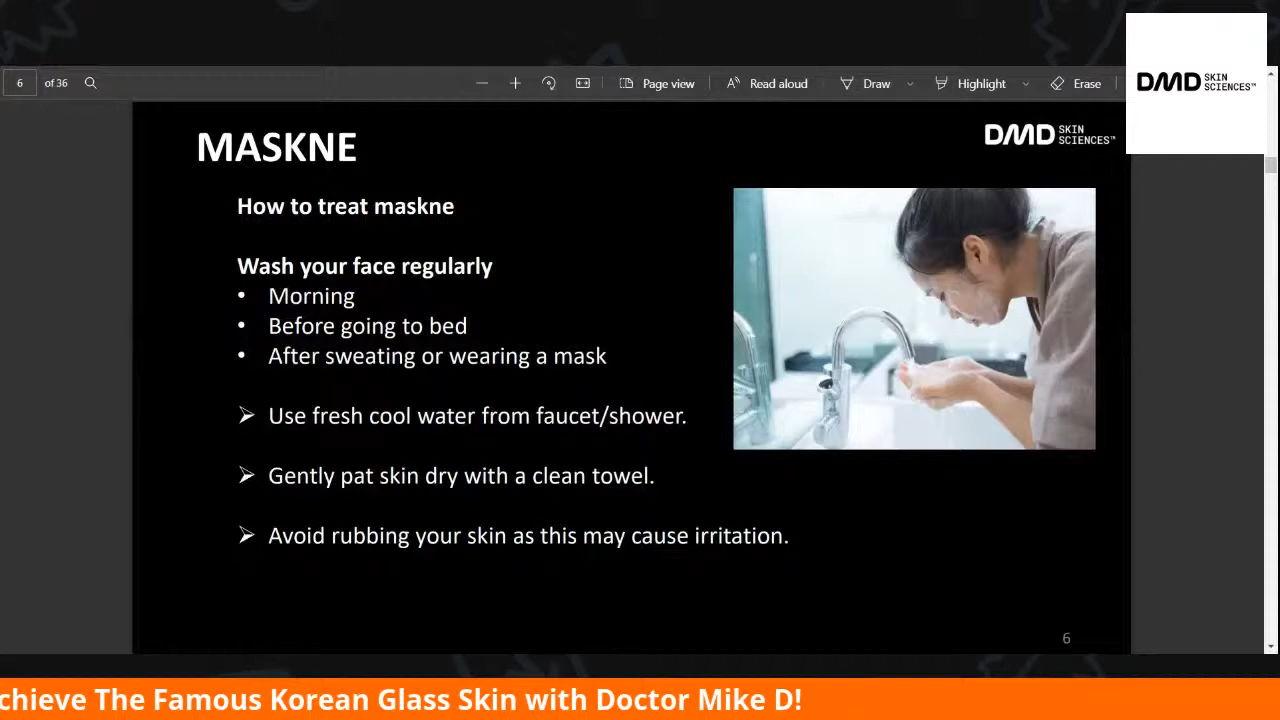 DMD SKIN SCIENCES™
6 of 36 Page view Read aloud Draw Highlight Erase
MASKNE
DMD SKIN SCIENCES™
How to treat maskne
Wash your face regularly
• Morning
• Before going to bed
• After sweating or wearing a mask
➢ Use fresh cool water from faucet/shower.
➢ Gently pat skin dry with a clean towel.
➢ Avoid rubbing your skin as this may cause irritation.
6
chieve The Famous Korean Glass Skin with Doctor Mike D!